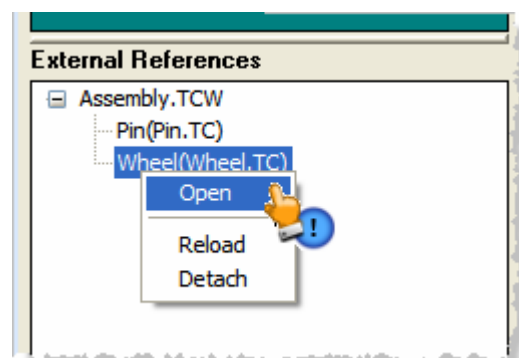 External References
Assembly.TCW
Pin(Pin.TC)
Wheel(Wheel.TC)
Open
!
Reload
Detach